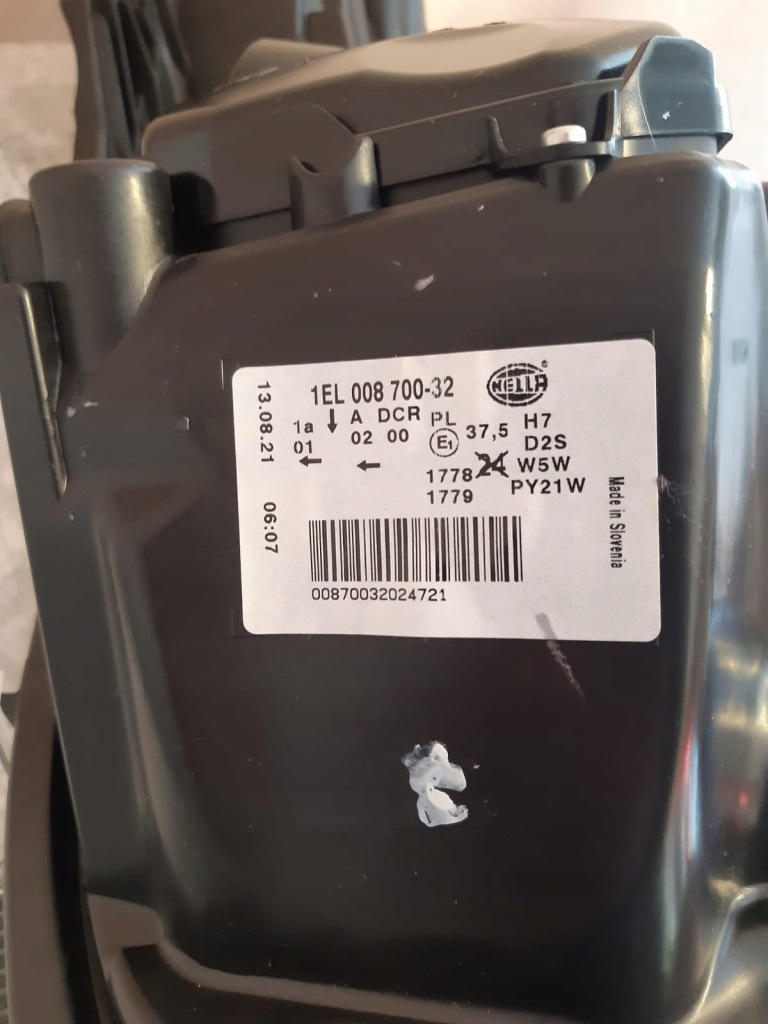 1EL 008 700-32
HELLA ®
13.08.21 06:07
1a A DCR PL
01 02 00 E1 37,5
H7
D2S
1778 24 W5W
1779 PY21W
Made in Slovenia
00870032024721